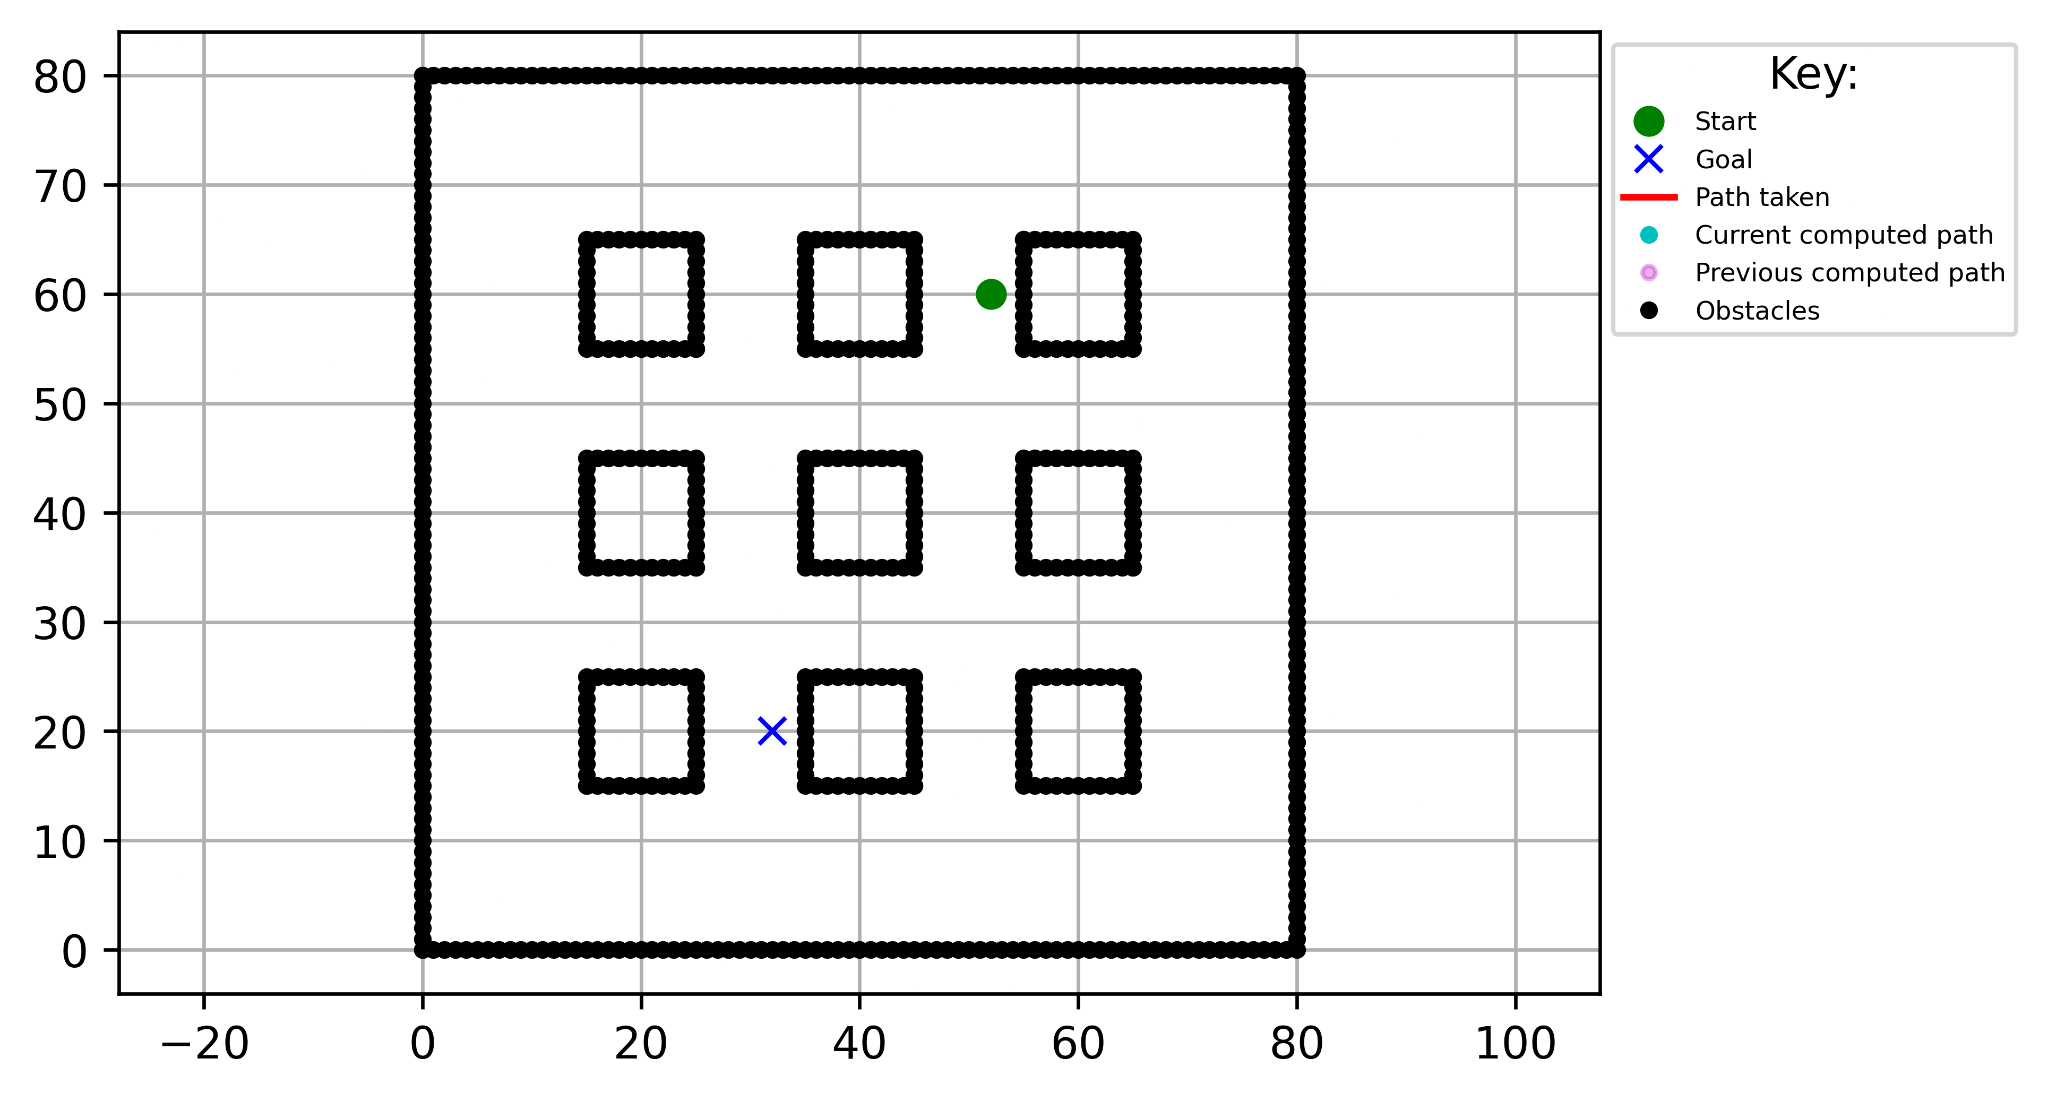 80
70
60
50
40
30
20
10
0
−20 0 20 40 60 80 100
Key:
Start
Goal
Path taken
Current computed path
Previous computed path
Obstacles